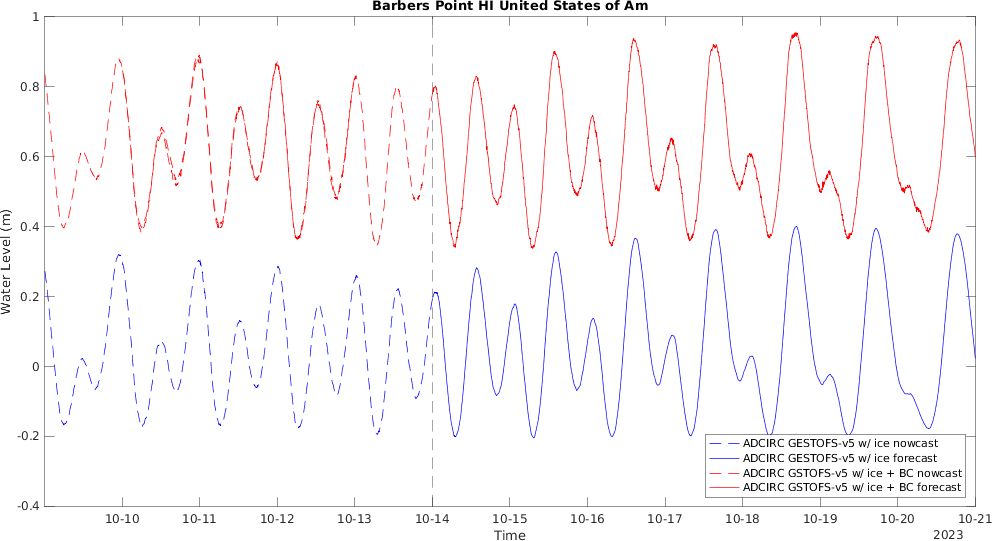 Barbers Point HI United States of Am
Water Level (m)
1
0.8
0.6
0.4
0.2
0
-0.2
-0.4
ADCIRC GESTOFS-v5 w/ ice nowcast
ADCIRC GESTOFS-v5 w/ ice forecast
ADCIRC GSTOFS-v5 w/ ice + BC nowcast
ADCIRC GSTOFS-v5 w/ ice + BC forecast
10-10 10-11 10-12 10-13 10-14 10-15 10-16 10-17 10-18 10-19 10-20 10-21
Time
2023